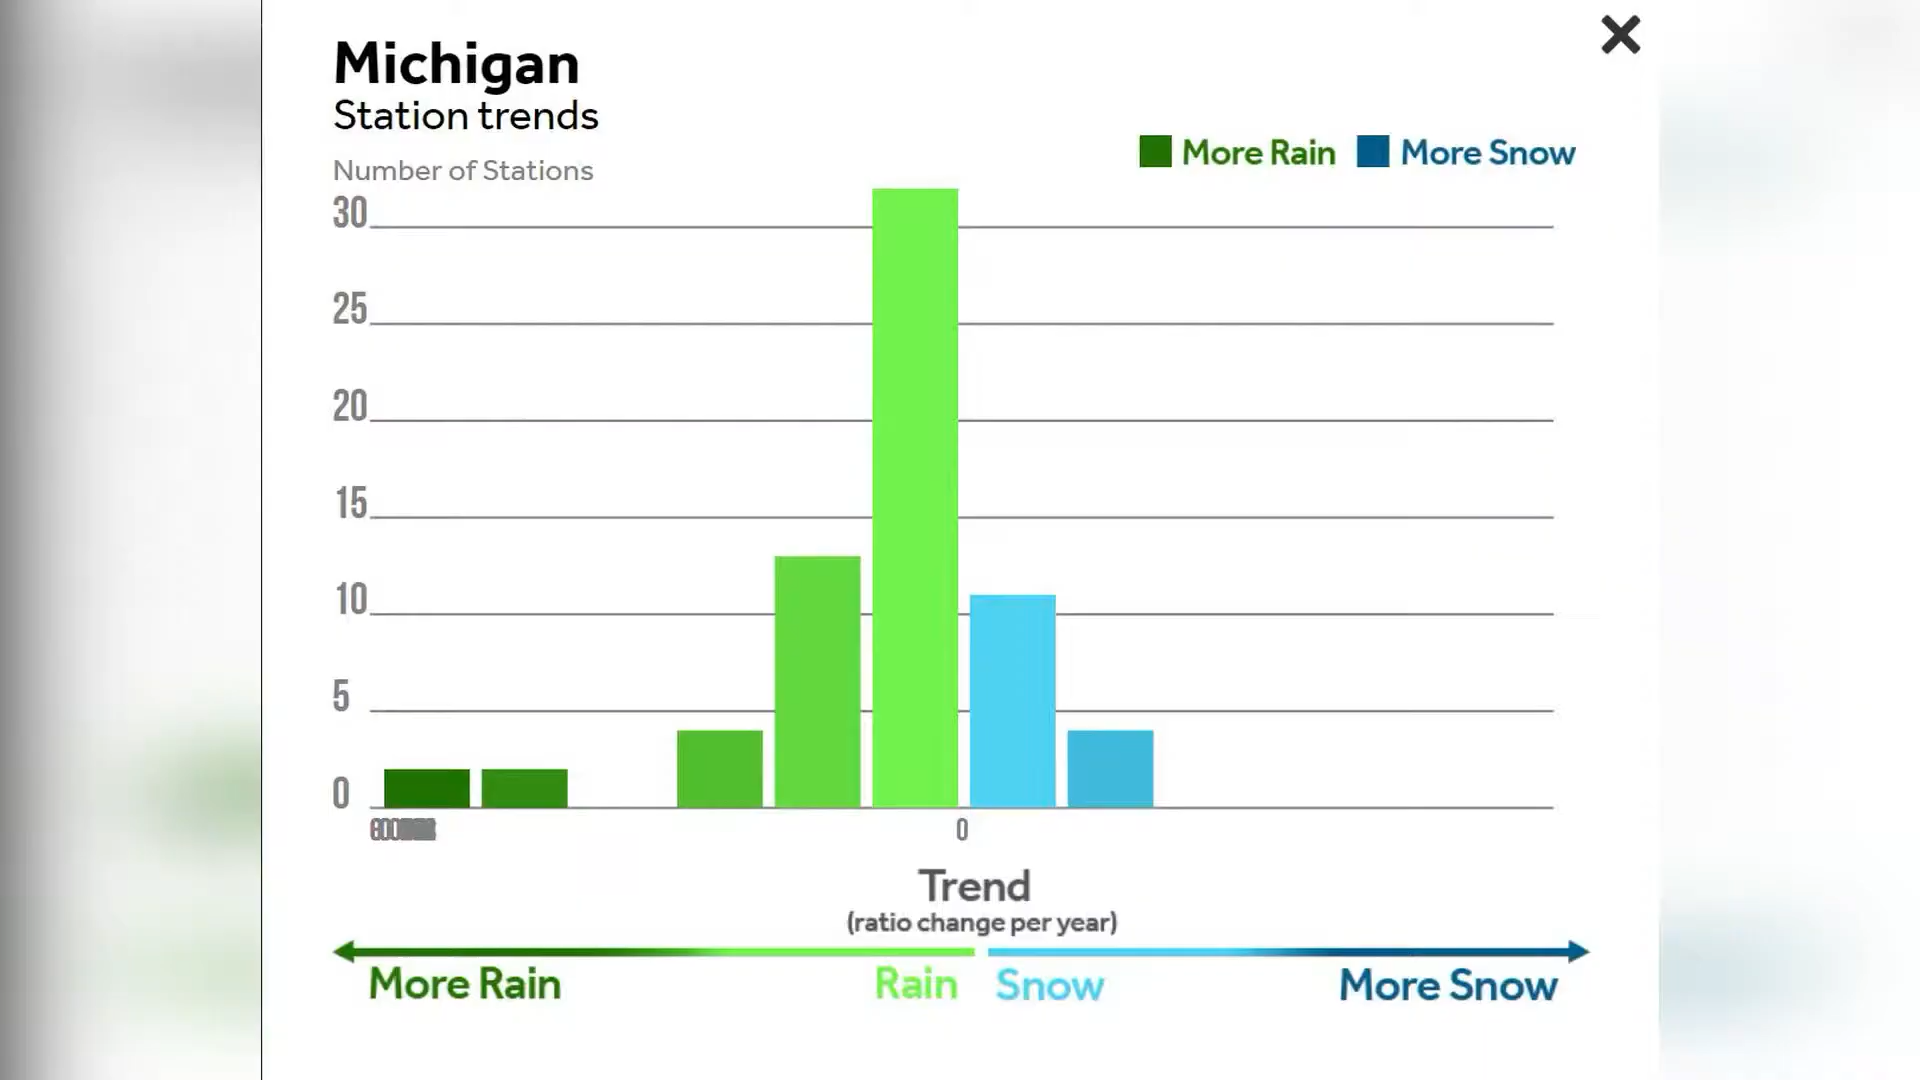 Michigan
Station trends
Number of Stations
More Rain More Snow
30
25
20
15
10
5
0
0
Trend
(ratio change per year)
More Rain Rain Snow More Snow